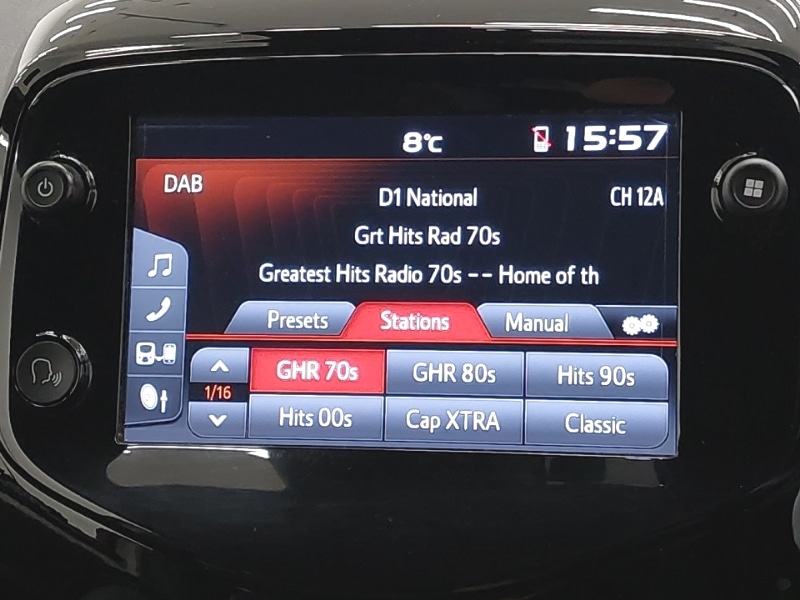 8°C 15:57
DAB
D1 National CH 12A
Grt Hits Rad 70s
Greatest Hits Radio 70s -- Home of th
Presets Stations Manual
GHR 70s GHR 80s Hits 90s
1/16
Hits 00s Cap XTRA Classic